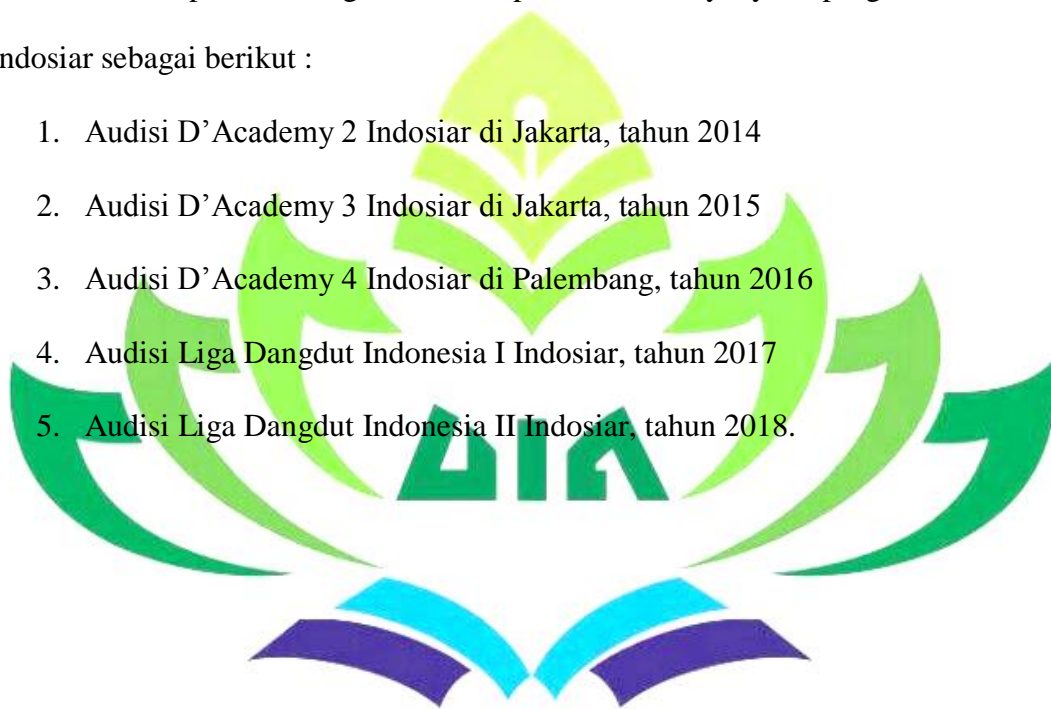 ndosiar sebagai berikut :
1. Audisi D’Academy 2 Indosiar di Jakarta, tahun 2014
2. Audisi D’Academy 3 Indosiar di Jakarta, tahun 2015
3. Audisi D’Academy 4 Indosiar di Palembang, tahun 2016
4. Audisi Liga Dangdut Indonesia I Indosiar, tahun 2017
5. Audisi Liga Dangdut Indonesia II Indosiar, tahun 2018.